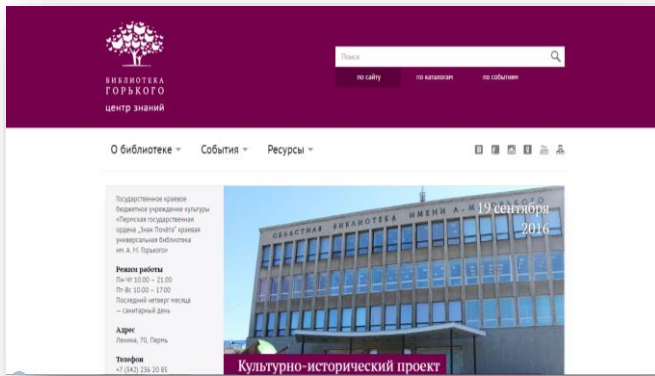 БИБЛИОТЕКА
ГОРЬКОГО
центр знаний
Поиск
по сайту по каталогам по событиям
О библиотеке События Ресурсы
Государственное краевое
бюджетное учреждение культуры
«Пермская государственная
ордена „Знак Почёта" краевая
универсальная библиотека
им. А. М. Горького»
Режим работы
Пн-Чт 10.00 – 21.00
Пт-Вс 10.00 – 17.00
Последний четверг месяца
– санитарный день
Адрес
Ленина, 70, Пермь
Телефон
+7 (342) 236 20 85
ОБЛАСТНАЯ БИБЛИОТЕКА ИМЕНИ А. М. ГОРЬКОГО
19 сентября
2016
Культурно-исторический проект